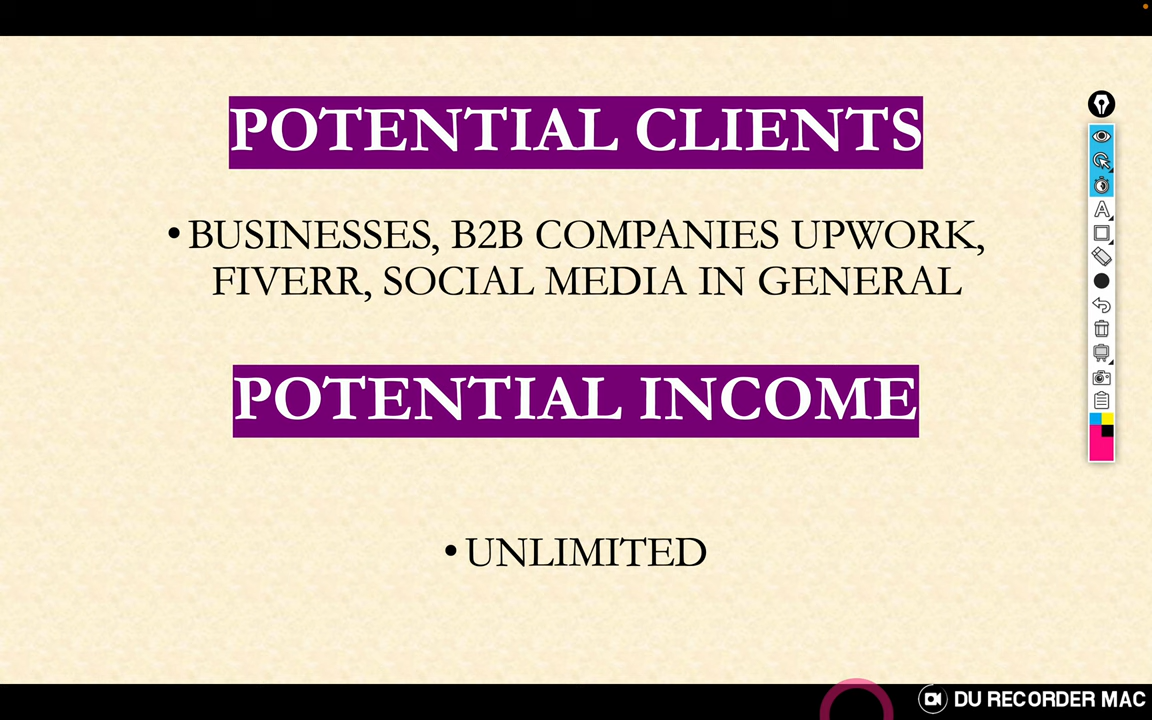 POTENTIAL CLIENTS
•BUSINESSES, B2B COMPANIES UPWORK,
FIVERR, SOCIAL MEDIA IN GENERAL
POTENTIAL INCOME
•UNLIMITED
A
DU RECORDER MAC